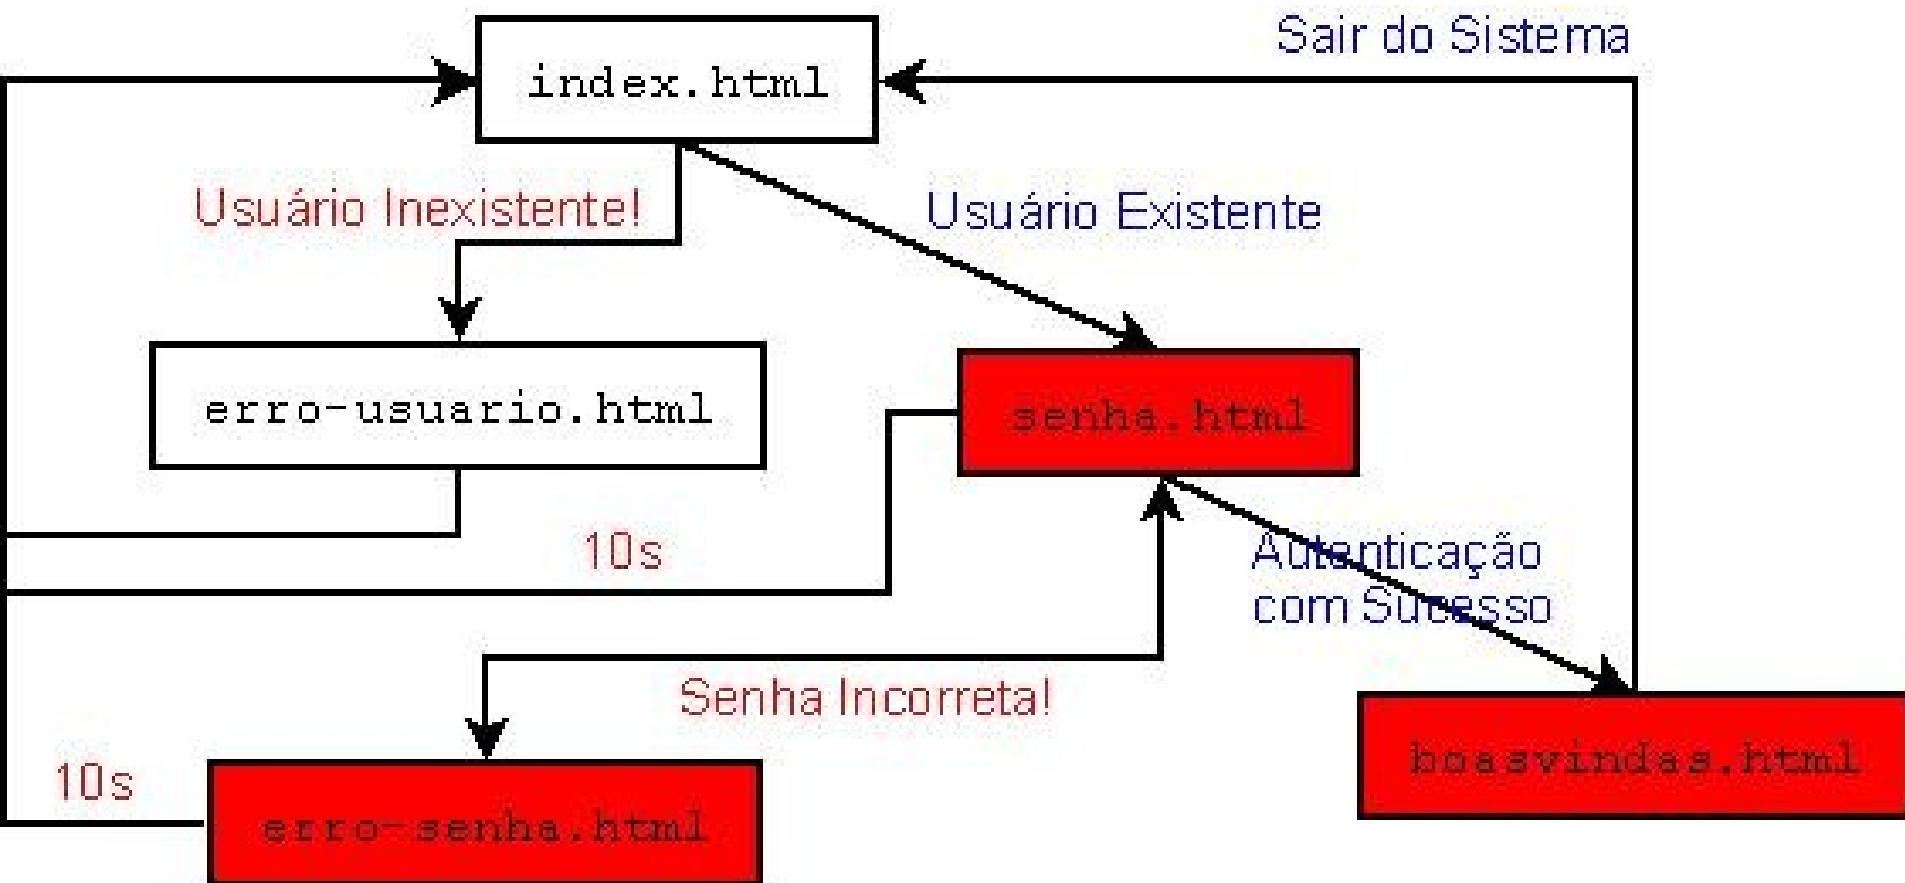 Sair do Sistema
index.html
Usuário Inexistente!
Usuário Existente
erro-usuario.html
senha.html
10s
Autenticação
com Sucesso
Senha Incorreta!
boasvindas.html
10s
erro-senha.html